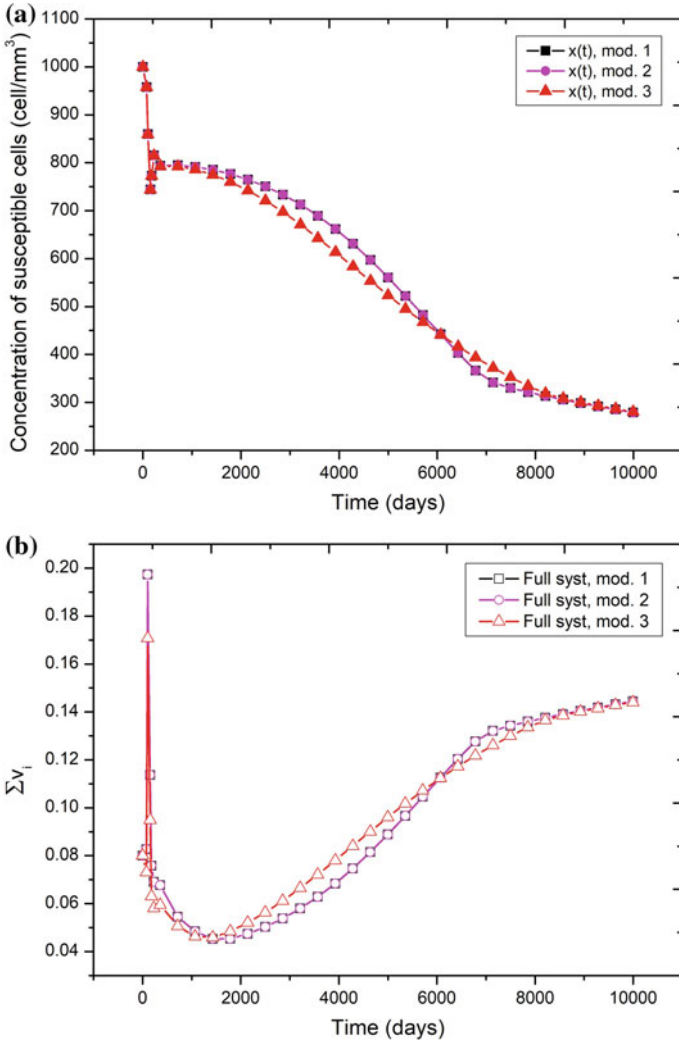 (a)
Concentration of susceptible cells (cell/mm³)
1100
1000
900
800
700
600
500
400
300
200
x(t), mod. 1
x(t), mod. 2
x(t), mod. 3
0
2000
4000
6000
8000
10000
Time (days)
(b)
Σvᵢ
0.20
0.18
0.16
0.14
0.12
0.10
0.08
0.06
0.04
Full syst, mod. 1
Full syst, mod. 2
Full syst, mod. 3
0
2000
4000
6000
8000
10000
Time (days)